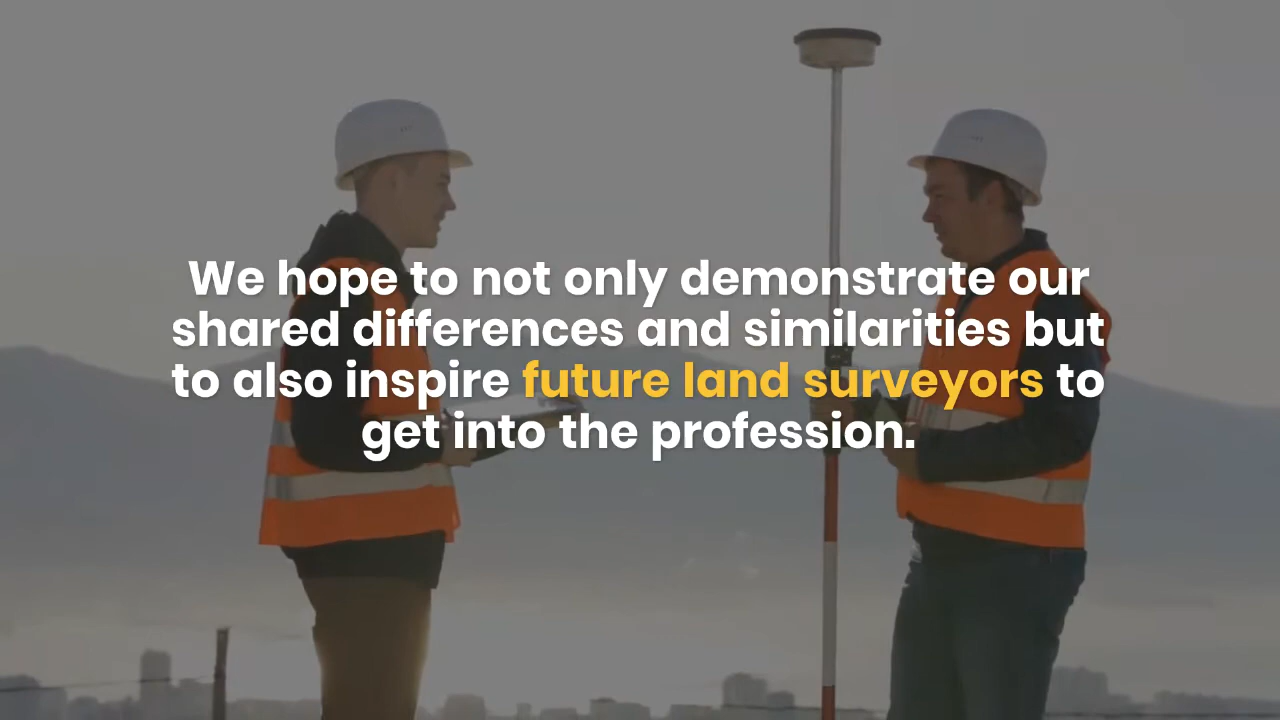 We hope to not only demonstrate our
shared differences and similarities but
to also inspire future land surveyors to
get into the profession.